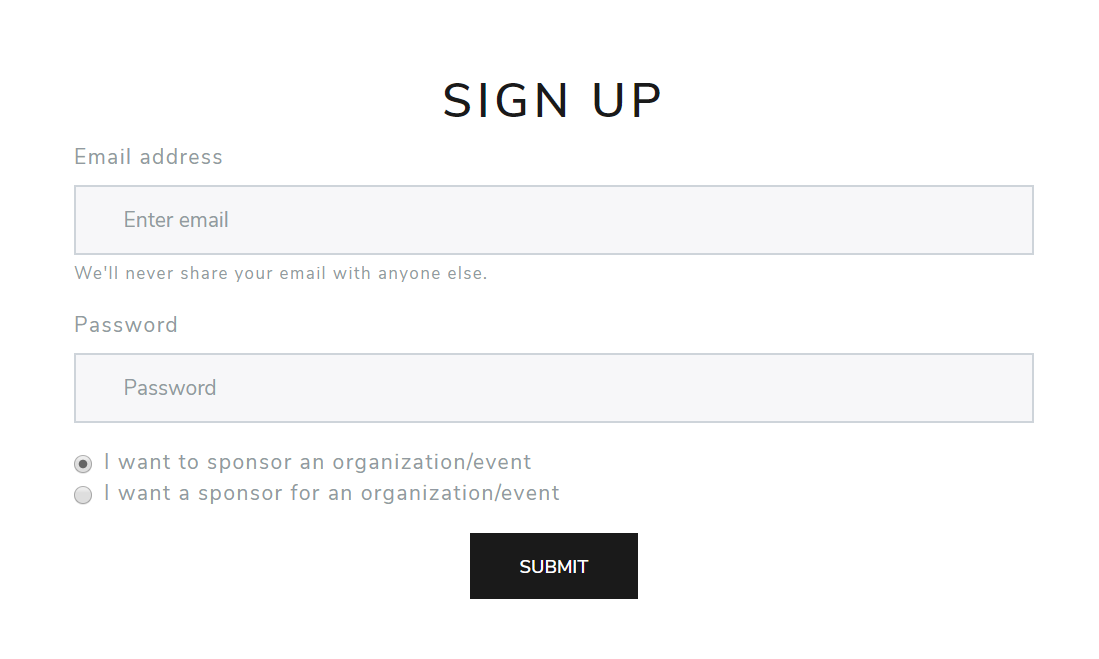 SIGN UP
Email address
Enter email
We'll never share your email with anyone else.
Password
Password
I want to sponsor an organization/event
I want a sponsor for an organization/event
SUBMIT